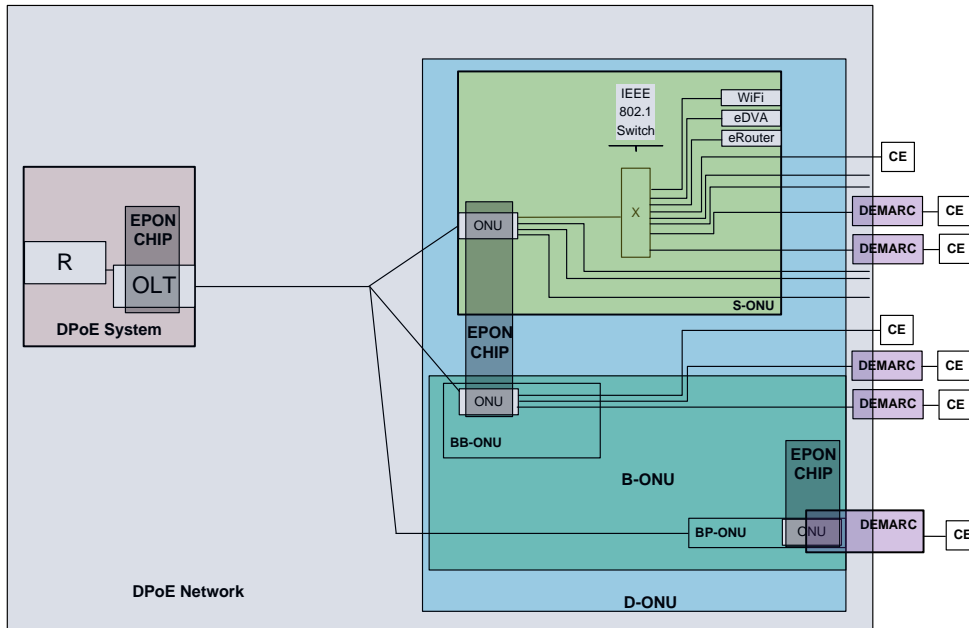 IEEE
802.1
Switch
WiFi
eDVA
eRouter
CE
EPON
CHIP
R
OLT
DPoE System
ONU
X
DEMARC
CE
DEMARC
CE
S-ONU
EPON
CHIP
CE
DEMARC
CE
ONU
DEMARC
CE
BB-ONU
B-ONU
EPON
CHIP
BP-ONU
ONU
DEMARC
CE
DPoE Network
D-ONU